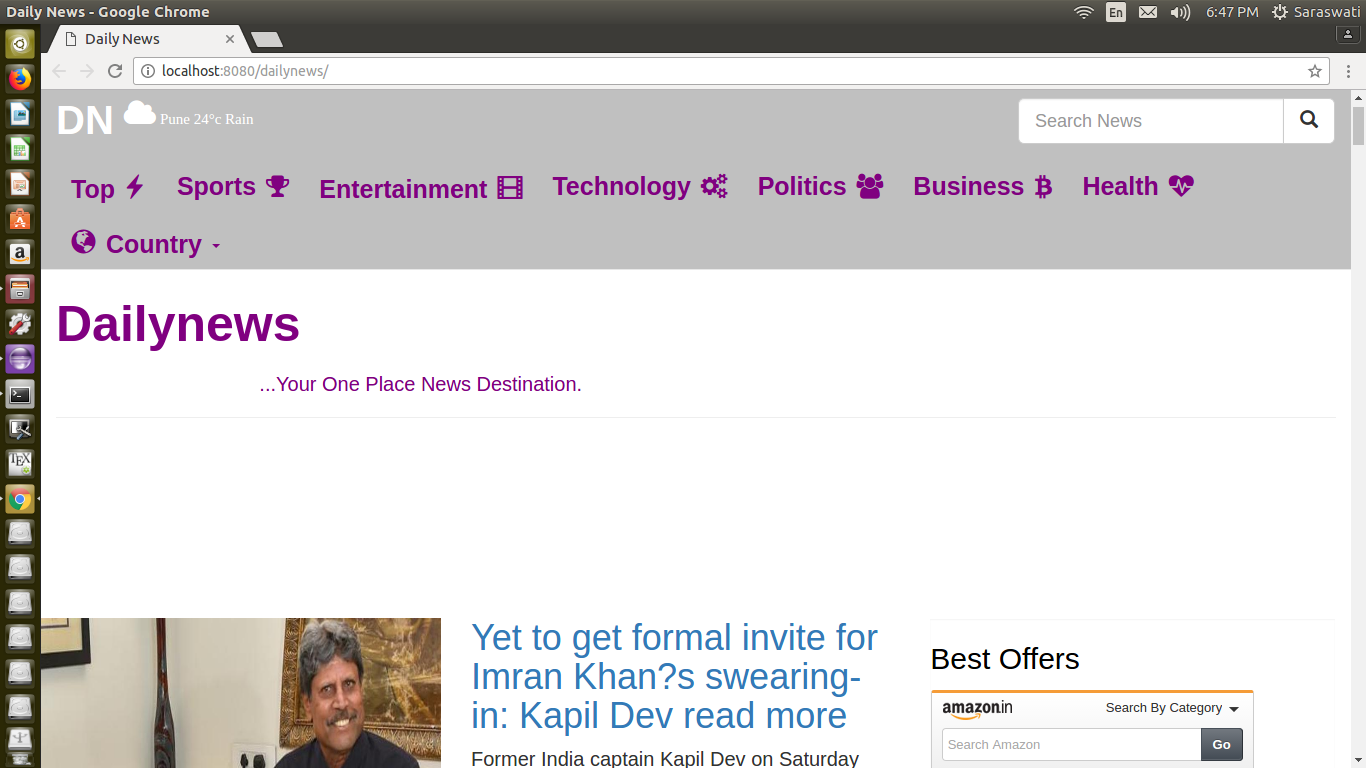 Daily News - Google Chrome
En
6:47 PM
Saraswati
Daily News
localhost:8080/dailynews/
DN
Pune 24°c Rain
Search News
Top
Sports
Entertainment
Technology
Politics
Business
Health
Country
Dailynews
...Your One Place News Destination.
Yet to get formal invite for
Imran Khan?s swearing-
in: Kapil Dev read more
Former India captain Kapil Dev on Saturday
Best Offers
amazon.in
Search By Category
Search Amazon
Go
TEX
a